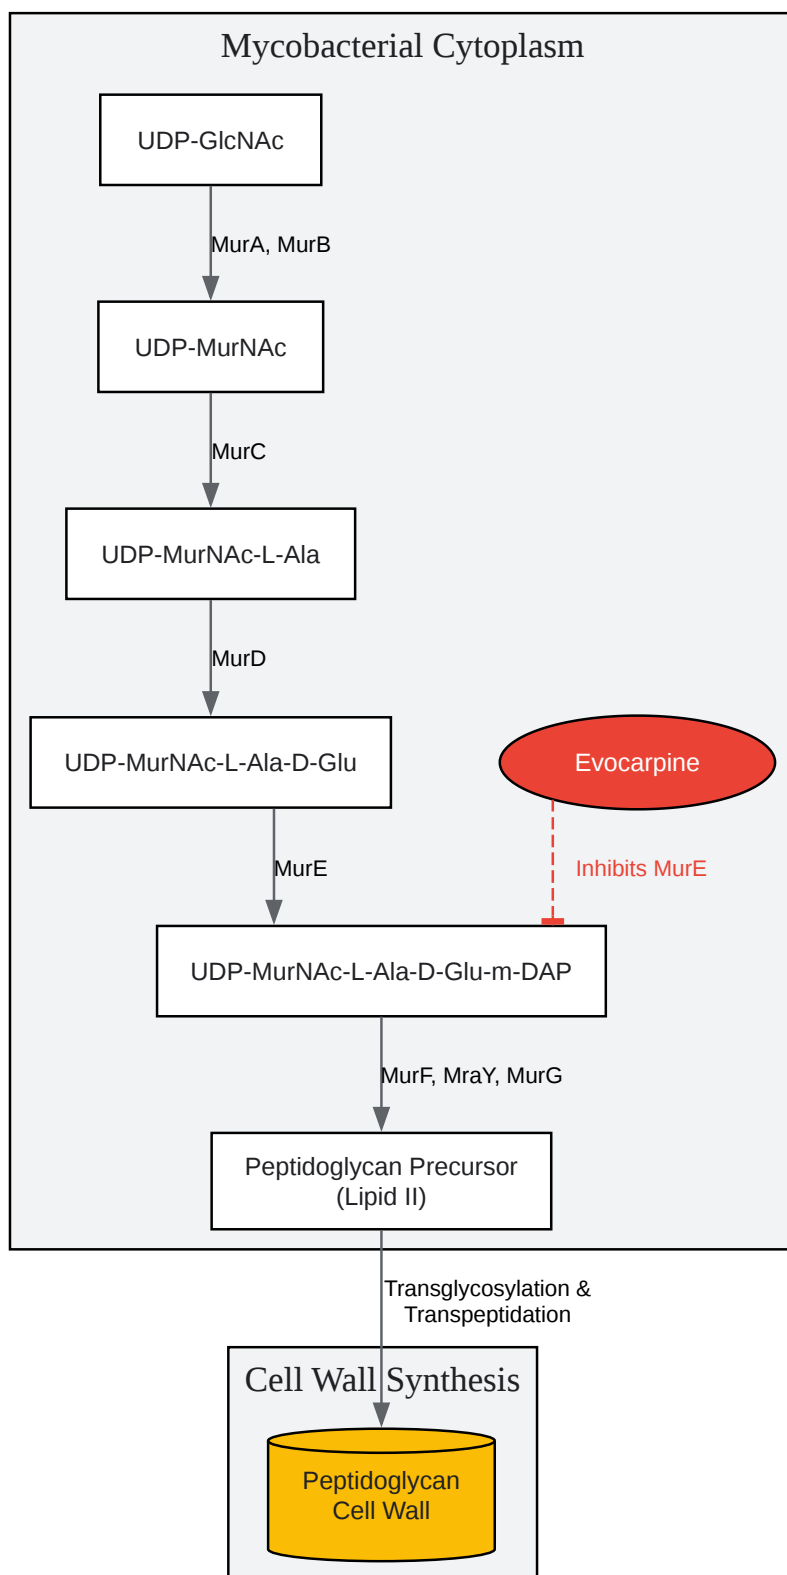 Mycobacterial Cytoplasm
UDP-GlcNAc
MurA, MurB
UDP-MurNAc
MurC
UDP-MurNAc-L-Ala
MurD
UDP-MurNAc-L-Ala-D-Glu
Evocarpine
MurE
Inhibits MurE
UDP-MurNAc-L-Ala-D-Glu-m-DAP
MurF, MraY, MurG
Peptidoglycan Precursor
(Lipid II)
Transglycosylation &
Transpeptidation
Cell Wall Synthesis
Peptidoglycan
Cell Wall